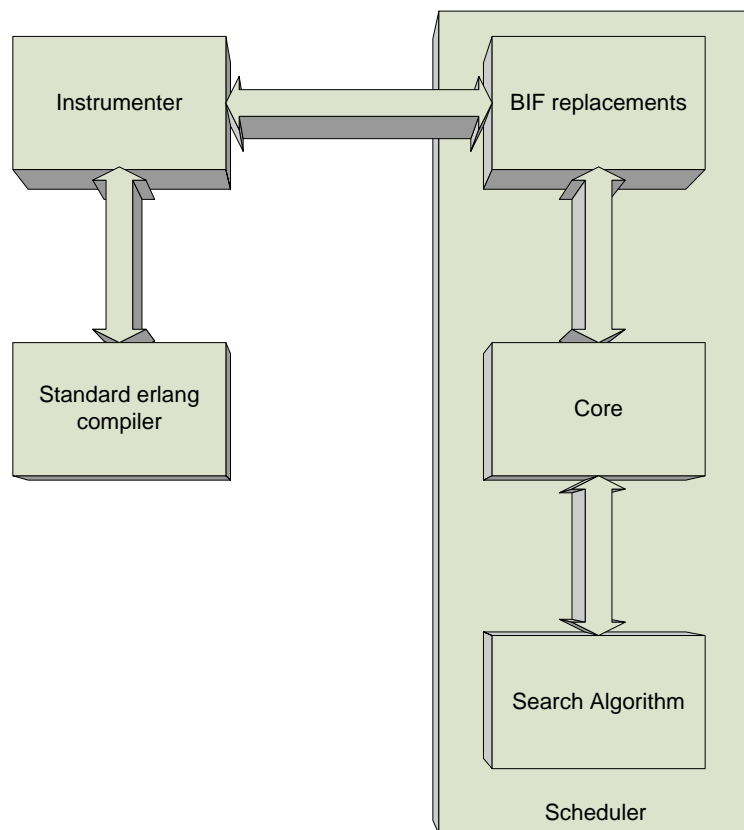 Instrumenter
BIF replacements
Standard erlang
compiler
Core
Search Algorithm
Scheduler